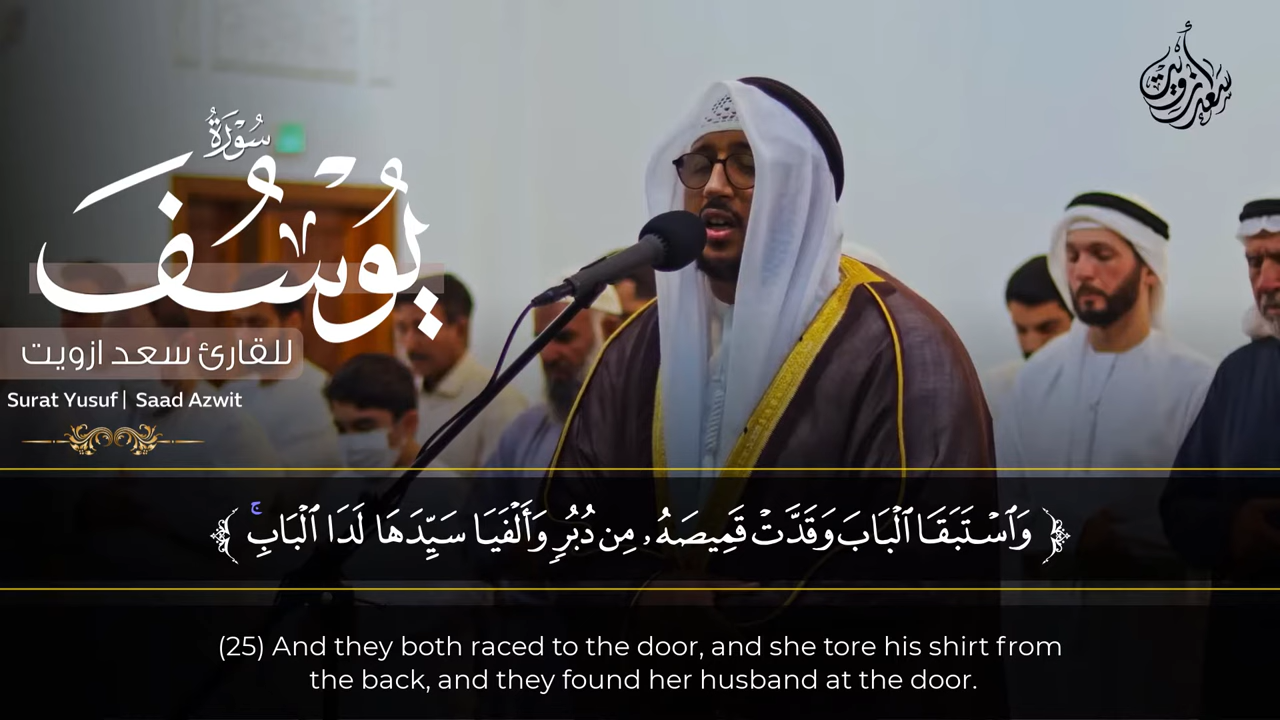 سعد أزويت
سُورَةُ
يُوسُفَ
للقارئ سعد ازويت
Surat Yusuf | Saad Azwit
﴿ وَٱسۡتَبَقَا ٱلۡبَابَ وَقَدَّتۡ قَمِيصَهُۥ مِن دُبُرٖ وَأَلۡفَيَا سَيِّدَهَا لَدَا ٱلۡبَابِۚ ﴾
(25) And they both raced to the door, and she tore his shirt from
the back, and they found her husband at the door.